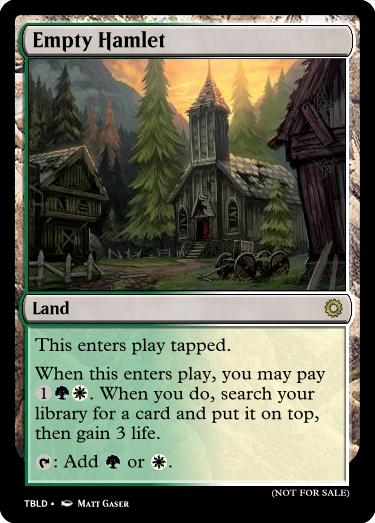 Empty Hamlet
Land
This enters play tapped.
When this enters play, you may pay
1. When you do, search your
library for a card and put it on top,
then gain 3 life.
: Add or .
(NOT FOR SALE)
TBLD • Matt Gaser